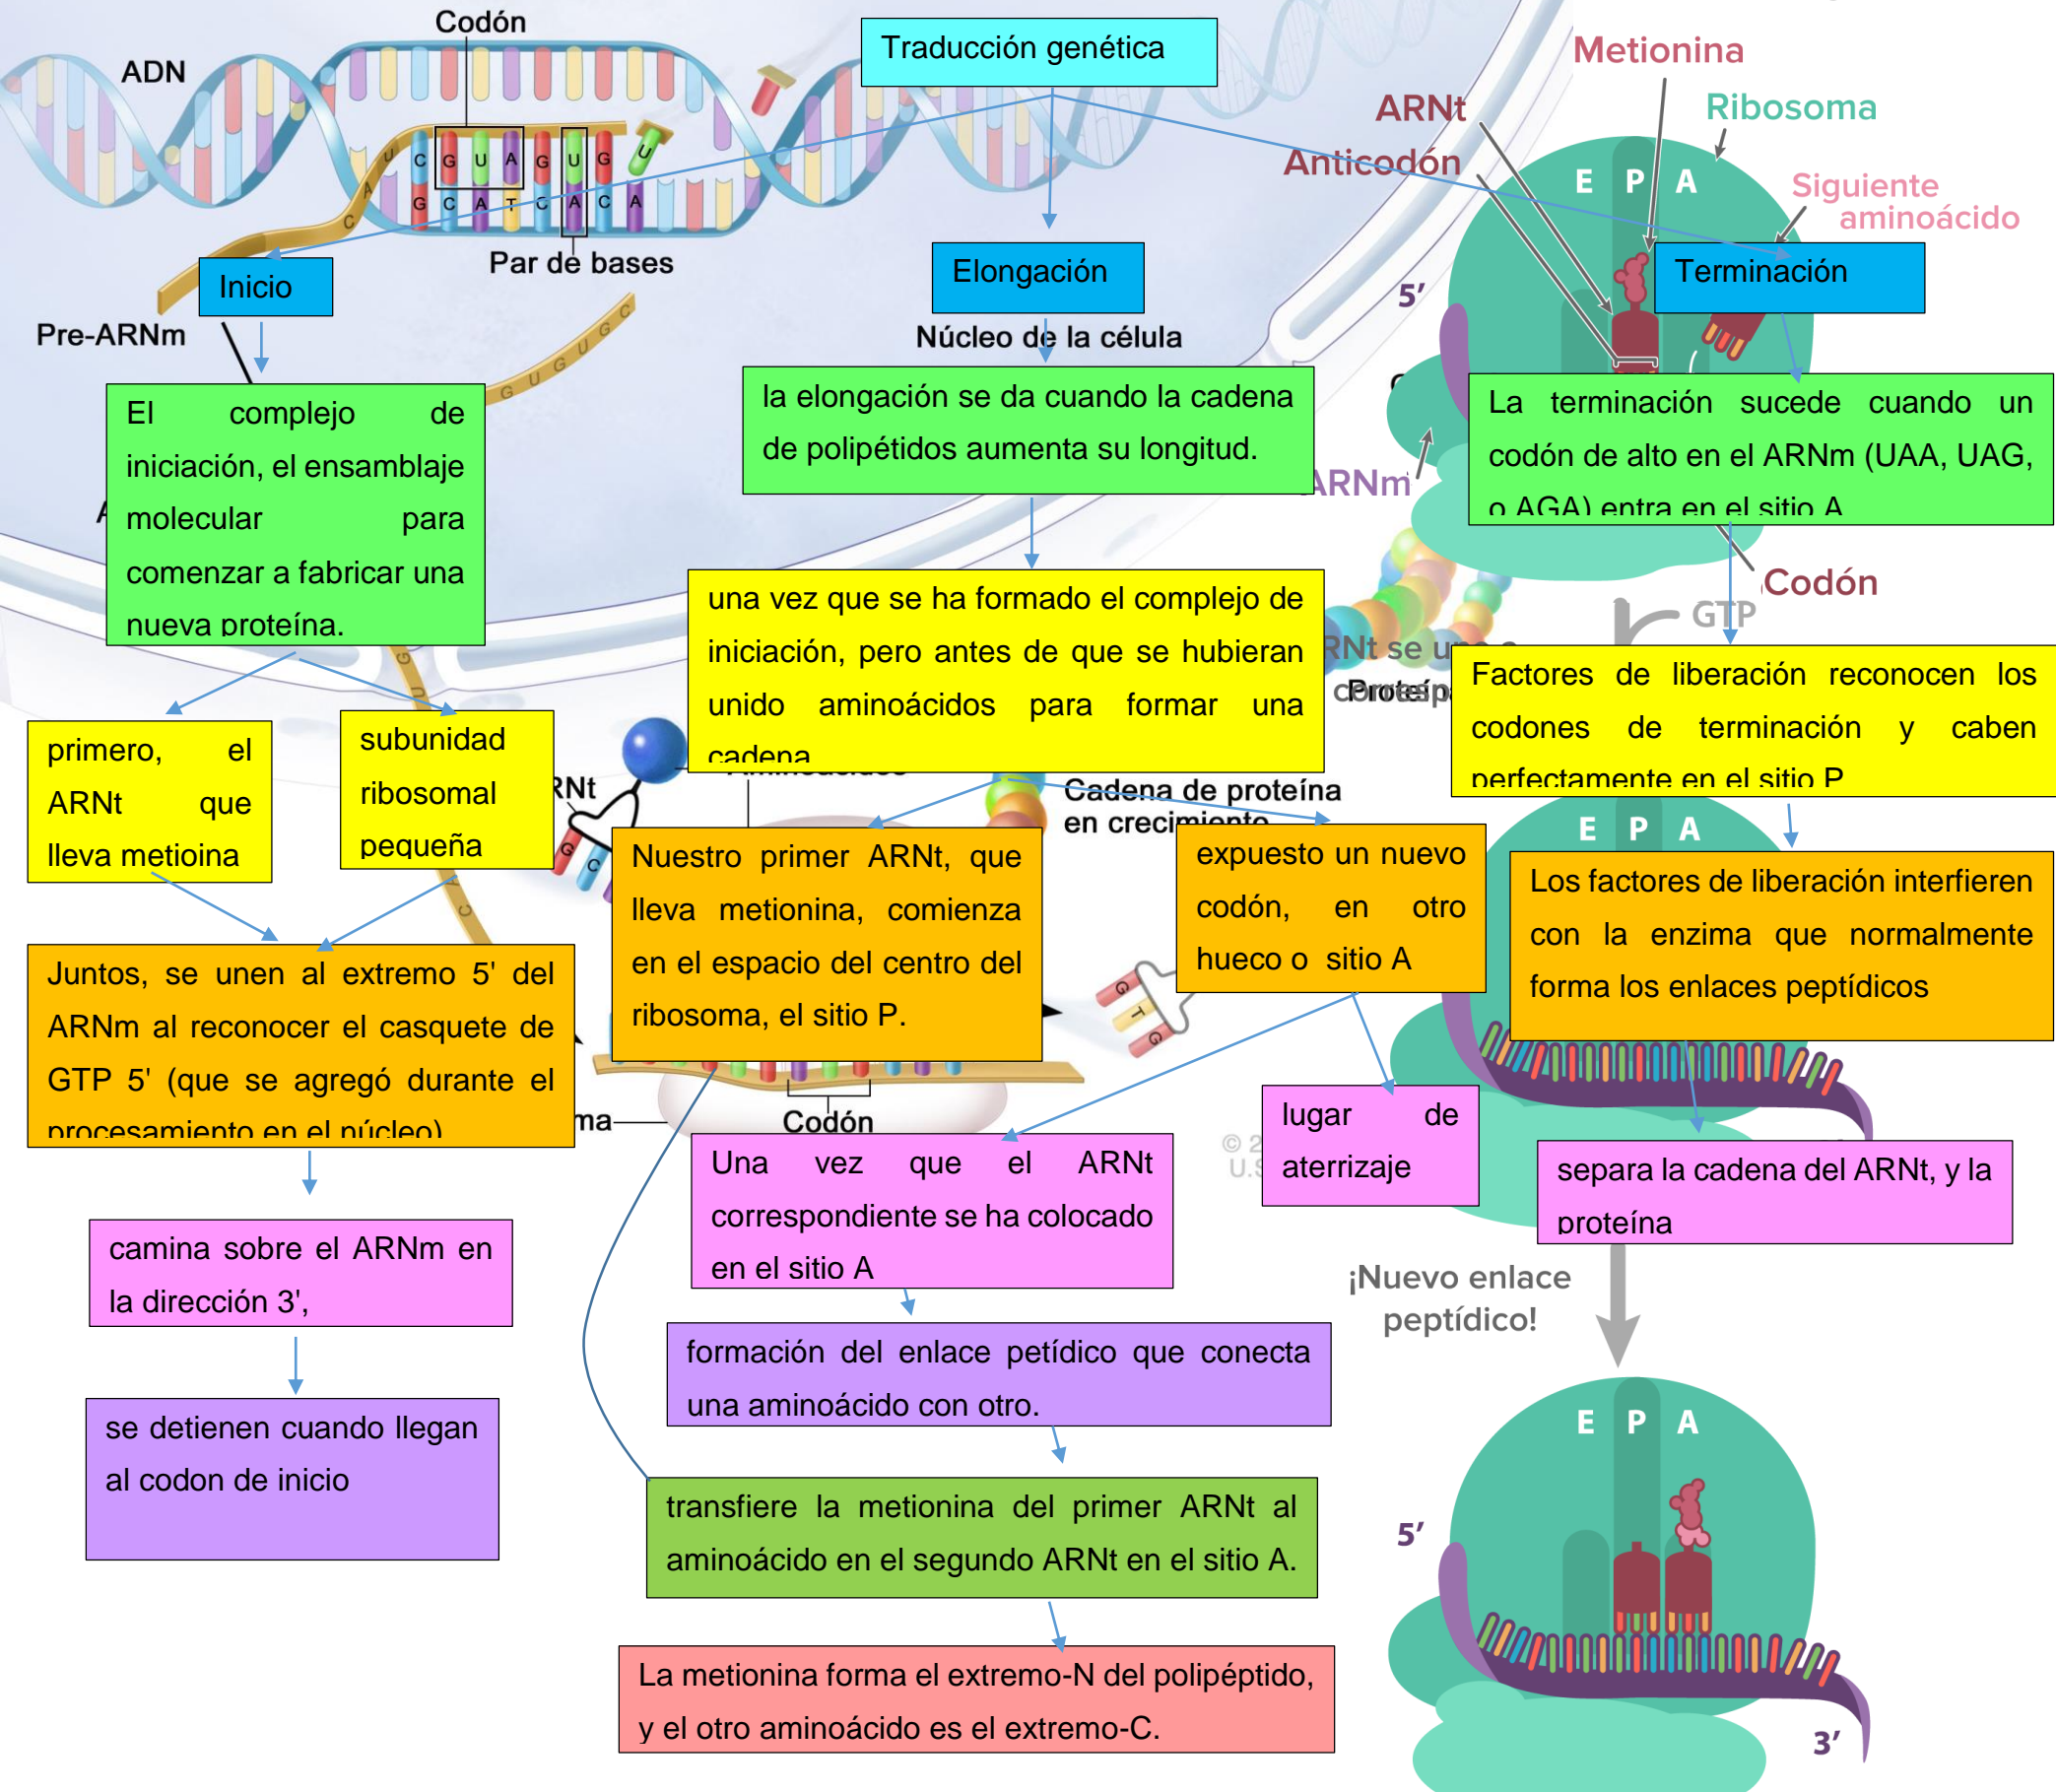 Codón
ADN
Traducción genética
Metionina
ARNt
Ribosoma
Anticodón
E P A
Siguiente
aminoácido
U C G U A G U G U
A
C
G C A T C A C A
Par de bases
Inicio
Elongación
Terminación
5'
Pre-ARNm
Núcleo de la célula
G U G U G C
El complejo de
iniciación, el ensamblaje
molecular para
comenzar a fabricar una
nueva proteína.
la elongación se da cuando la cadena
de polipétidos aumenta su longitud.
La terminación sucede cuando un
codón de alto en el ARNm (UAA, UAG,
o AGA) entra en el sitio A
ARNm
Codón
GTP
una vez que se ha formado el complejo de
iniciación, pero antes de que se hubieran
unido aminoácidos para formar una
cadena
Factores de liberación reconocen los
codones de terminación y caben
perfectamente en el sitio P
primero, el
ARNt que
lleva metioina
subunidad
ribosomal
pequeña
Cadena de proteína
en crecimiento
Nuestro primer ARNt, que
lleva metionina, comienza
en el espacio del centro del
ribosoma, el sitio P.
expuesto un nuevo
codón, en otro
hueco o sitio A
E P A
Los factores de liberación interfieren
con la enzima que normalmente
forma los enlaces peptídicos
G C
G T G
Juntos, se unen al extremo 5' del
ARNm al reconocer el casquete de
GTP 5' (que se agregó durante el
procesamiento en el núcleo)
Codón
lugar de
aterrizaje
Una vez que el ARNt
correspondiente se ha colocado
en el sitio A
separa la cadena del ARNt, y la
proteína
camina sobre el ARNm en
la dirección 3',
¡Nuevo enlace
peptídico!
formación del enlace petídico que conecta
una aminoácido con otro.
se detienen cuando llegan
al codon de inicio
E P A
transfiere la metionina del primer ARNt al
aminoácido en el segundo ARNt en el sitio A.
5'
La metionina forma el extremo-N del polipéptido,
y el otro aminoácido es el extremo-C.
3'